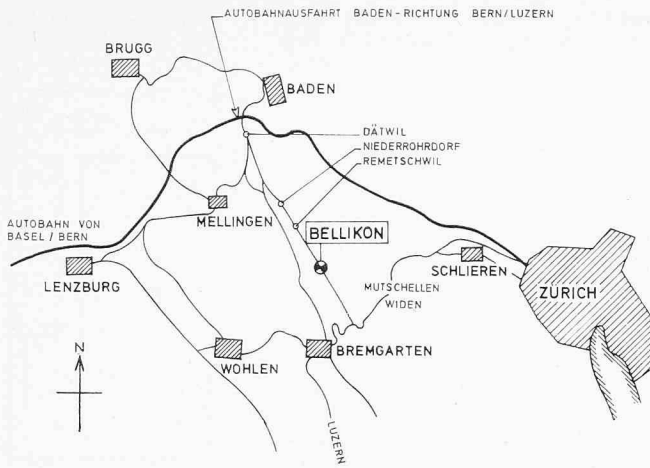 AUTOBAHNAUSFAHRT BADEN-RICHTUNG BERN/LUZERN
BRUGG
BADEN
DÄTWIL
NIEDERROHRDORF
REMETSCHWIL
MELLINGEN
AUTOBAHN VON
BASEL / BERN
BELLIKON
LENZBURG
SCHLIEREN
ZÜRICH
MUTSCHELLEN
WIDEN
WOHLEN
BREMGARTEN
N
LUZERN